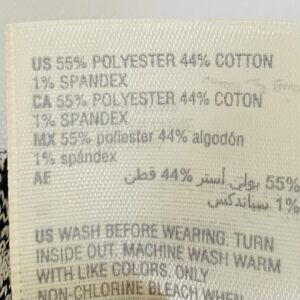 US 55% POLYESTER 44% COTTON
1% SPANDEX
CA 55% POLYESTER 44% COTON
1% SPANDEX
MX 55% poliester 44% algodón
1% spándex
AE 55% بولي أستر 44% قطن
1% سباندكس
US WASH BEFORE WEARING. TURN
INSIDE OUT, MACHINE WASH WARM
WITH LIKE COLORS, ONLY
NON-CHLORINE BLEACH WHEN